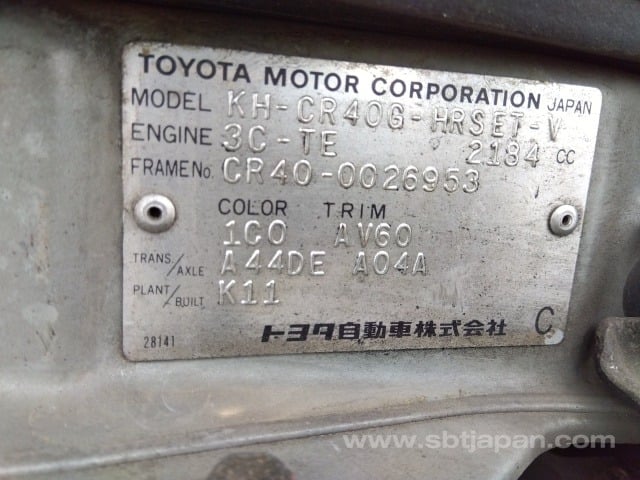 TOYOTA MOTOR CORPORATION JAPAN
MODEL KH-CR40G-HRSET-V
ENGINE 3C-TE 2184 CC
FRAME No. CR40-0026953
COLOR TRIM
1C0 AV60
TRANS./AXLE A44DE A04A
PLANT/BUILT K11
28141 トヨタ自動車株式会社 C
www.sbtjapan.com